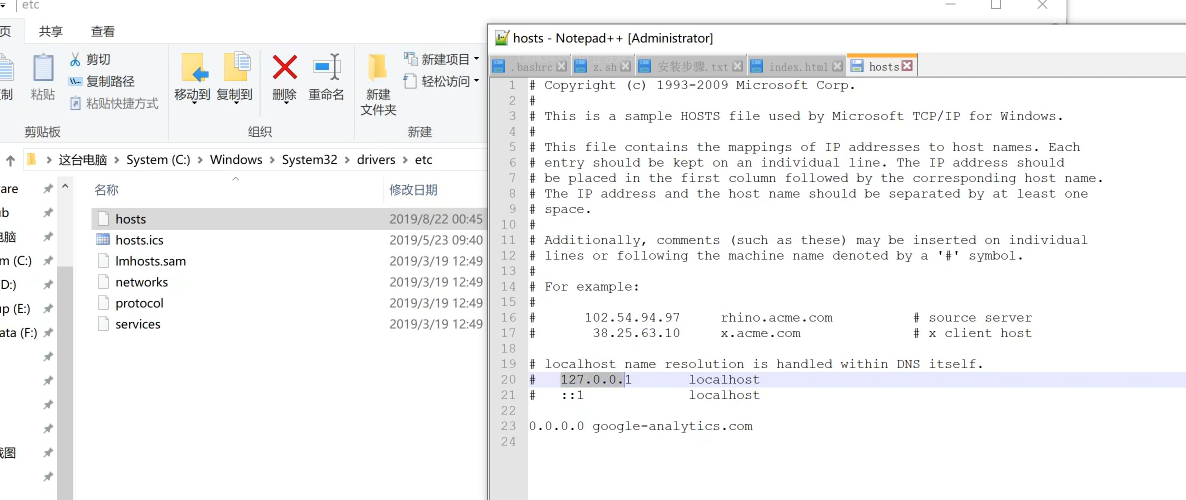 etc
页 共享 查看
剪切
复制路径
粘贴快捷方式
制
粘贴
剪贴板
移动到
复制到
删除
重命名
组织
新建
文件夹
新建项目
轻松访问
新建
这台电脑 > System (C:) > Windows > System32 > drivers > etc
名称 修改日期
hosts 2019/8/22 00:45
hosts.ics 2019/5/23 09:40
lmhosts.sam 2019/3/19 12:49
networks 2019/3/19 12:49
protocol 2019/3/19 12:49
services 2019/3/19 12:49
are
ub
电脑
m (C:)
(D:)
up (E:)
ata (F:)
截图
hosts - Notepad++ [Administrator]
.bashrc z.sh 安装步骤.txt index.html hosts
1 # Copyright (c) 1993-2009 Microsoft Corp.
2 #
3 # This is a sample HOSTS file used by Microsoft TCP/IP for Windows.
4 #
5 # This file contains the mappings of IP addresses to host names. Each
6 # entry should be kept on an individual line. The IP address should
7 # be placed in the first column followed by the corresponding host name.
8 # The IP address and the host name should be separated by at least one
9 # space.
10 #
11 # Additionally, comments (such as these) may be inserted on individual
12 # lines or following the machine name denoted by a '#' symbol.
13 #
14 # For example:
15 #
16 # 102.54.94.97 rhino.acme.com # source server
17 # 38.25.63.10 x.acme.com # x client host
18
19 # localhost name resolution is handled within DNS itself.
20 # 127.0.0.1 localhost
21 # ::1 localhost
22
23 0.0.0.0 google-analytics.com
24